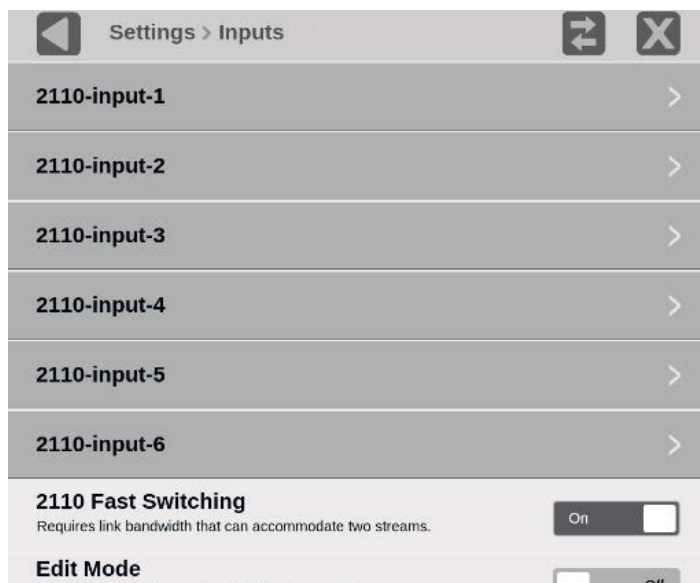 Settings > Inputs
2110-input-1
2110-input-2
2110-input-3
2110-input-4
2110-input-5
2110-input-6
2110 Fast Switching
Requires link bandwidth that can accommodate two streams.
On
Edit Mode